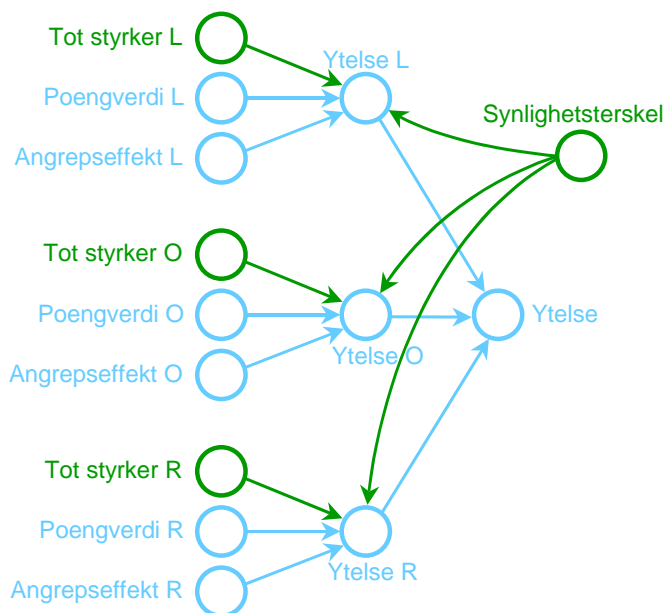 Tot styrker L
Ytelse L
Poengverdi L
Synlighetsterskel
Angrepseffekt L
Tot styrker O
Poengverdi O
Ytelse
Ytelse O
Angrepseffekt O
Tot styrker R
Poengverdi R
Ytelse R
Angrepseffekt R